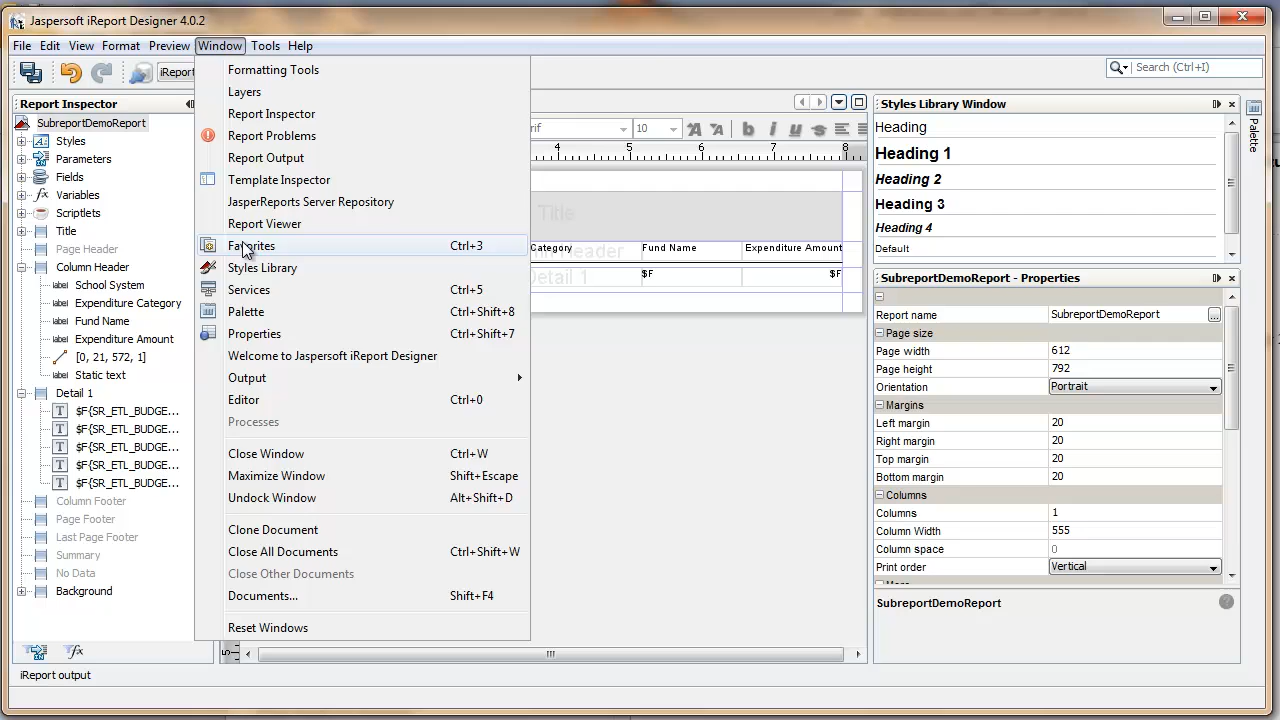 Jaspersoft iReport Designer 4.0.2
File Edit View Format Preview Window Tools Help
iReport
Search (Ctrl+I)
Report Inspector
SubreportDemoReport
Styles
Parameters
Fields
Variables
Scriptlets
Title
Page Header
Column Header
School System
Expenditure Category
Fund Name
Expenditure Amount
[0, 21, 572, 1]
Static text
Detail 1
$F{SR_ETL_BUDGE...
$F{SR_ETL_BUDGE...
$F{SR_ETL_BUDGE...
$F{SR_ETL_BUDGE...
$F{SR_ETL_BUDGE...
Column Footer
Page Footer
Last Page Footer
Summary
No Data
Background
iReport output
Formatting Tools
Layers
Report Inspector
Report Problems
Report Output
Template Inspector
JasperReports Server Repository
Report Viewer
Favorites Ctrl+3
Styles Library
Services Ctrl+5
Palette Ctrl+Shift+8
Properties Ctrl+Shift+7
Welcome to Jaspersoft iReport Designer
Output
Editor Ctrl+0
Processes
Close Window Ctrl+W
Maximize Window Shift+Escape
Undock Window Alt+Shift+D
Clone Document
Close All Documents Ctrl+Shift+W
Close Other Documents
Documents... Shift+F4
Reset Windows
10
b i u s
4 5 6 7 8
Title
Category Fund Name Expenditure Amount
Header
Detail 1
$F $F
Styles Library Window
Heading
Heading 1
Heading 2
Heading 3
Heading 4
Default
Palette
SubreportDemoReport - Properties
Report name SubreportDemoReport ...
Page size
Page width 612
Page height 792
Orientation Portrait
Margins
Left margin 20
Right margin 20
Top margin 20
Bottom margin 20
Columns
Columns 1
Column Width 555
Column space 0
Print order Vertical
SubreportDemoReport